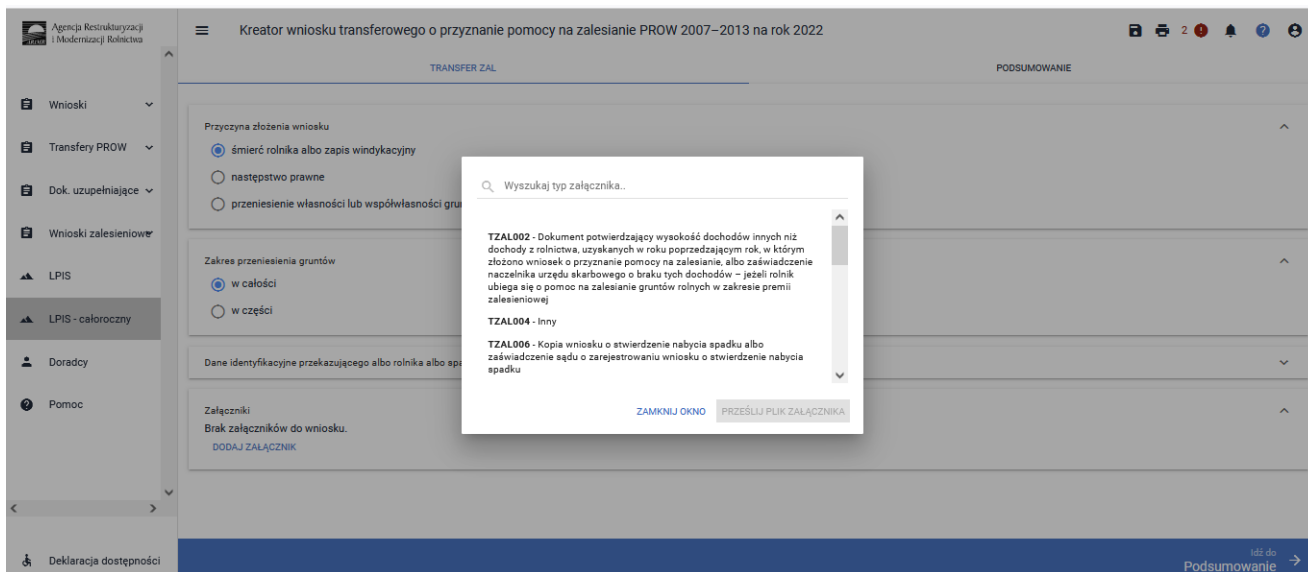 Agencja Restrukturyzacji
i Modernizacji Rolnictwa
Kreator wniosku transferowego o przyznanie pomocy na zalesianie PROW 2007–2013 na rok 2022
2
TRANSFER ZAL
PODSUMOWANIE
Wnioski
Transfery PROW
Dok. uzupełniające
Wnioski zalesieniowe
LPIS
LPIS - całoroczny
Doradcy
Pomoc
Deklaracja dostępności
Przyczyna złożenia wniosku
śmierć rolnika albo zapis windykacyjny
następstwo prawne
przeniesienie własności lub współwłasności gru
Zakres przeniesienia gruntów
w całości
w części
Dane identyfikacyjne przekazującego albo rolnika albo spa
Załączniki
Brak załączników do wniosku.
DODAJ ZAŁĄCZNIK
Wyszukaj typ załącznika..
TZAL002 - Dokument potwierdzający wysokość dochodów innych niż
dochody z rolnictwa, uzyskanych w roku poprzedzającym rok, w którym
złożono wniosek o przyznanie pomocy na zalesianie, albo zaświadczenie
naczelnika urzędu skarbowego o braku tych dochodów – jeżeli rolnik
ubiega się o pomoc na zalesianie gruntów rolnych w zakresie premii
zalesieniowej
TZAL004 - Inny
TZAL006 - Kopia wniosku o stwierdzenie nabycia spadku albo
zaświadczenie sądu o zarejestrowaniu wniosku o stwierdzenie nabycia
spadku
ZAMKNIJ OKNO
PRZEŚLIJ PLIK ZAŁĄCZNIKA
Idź do
Podsumowanie